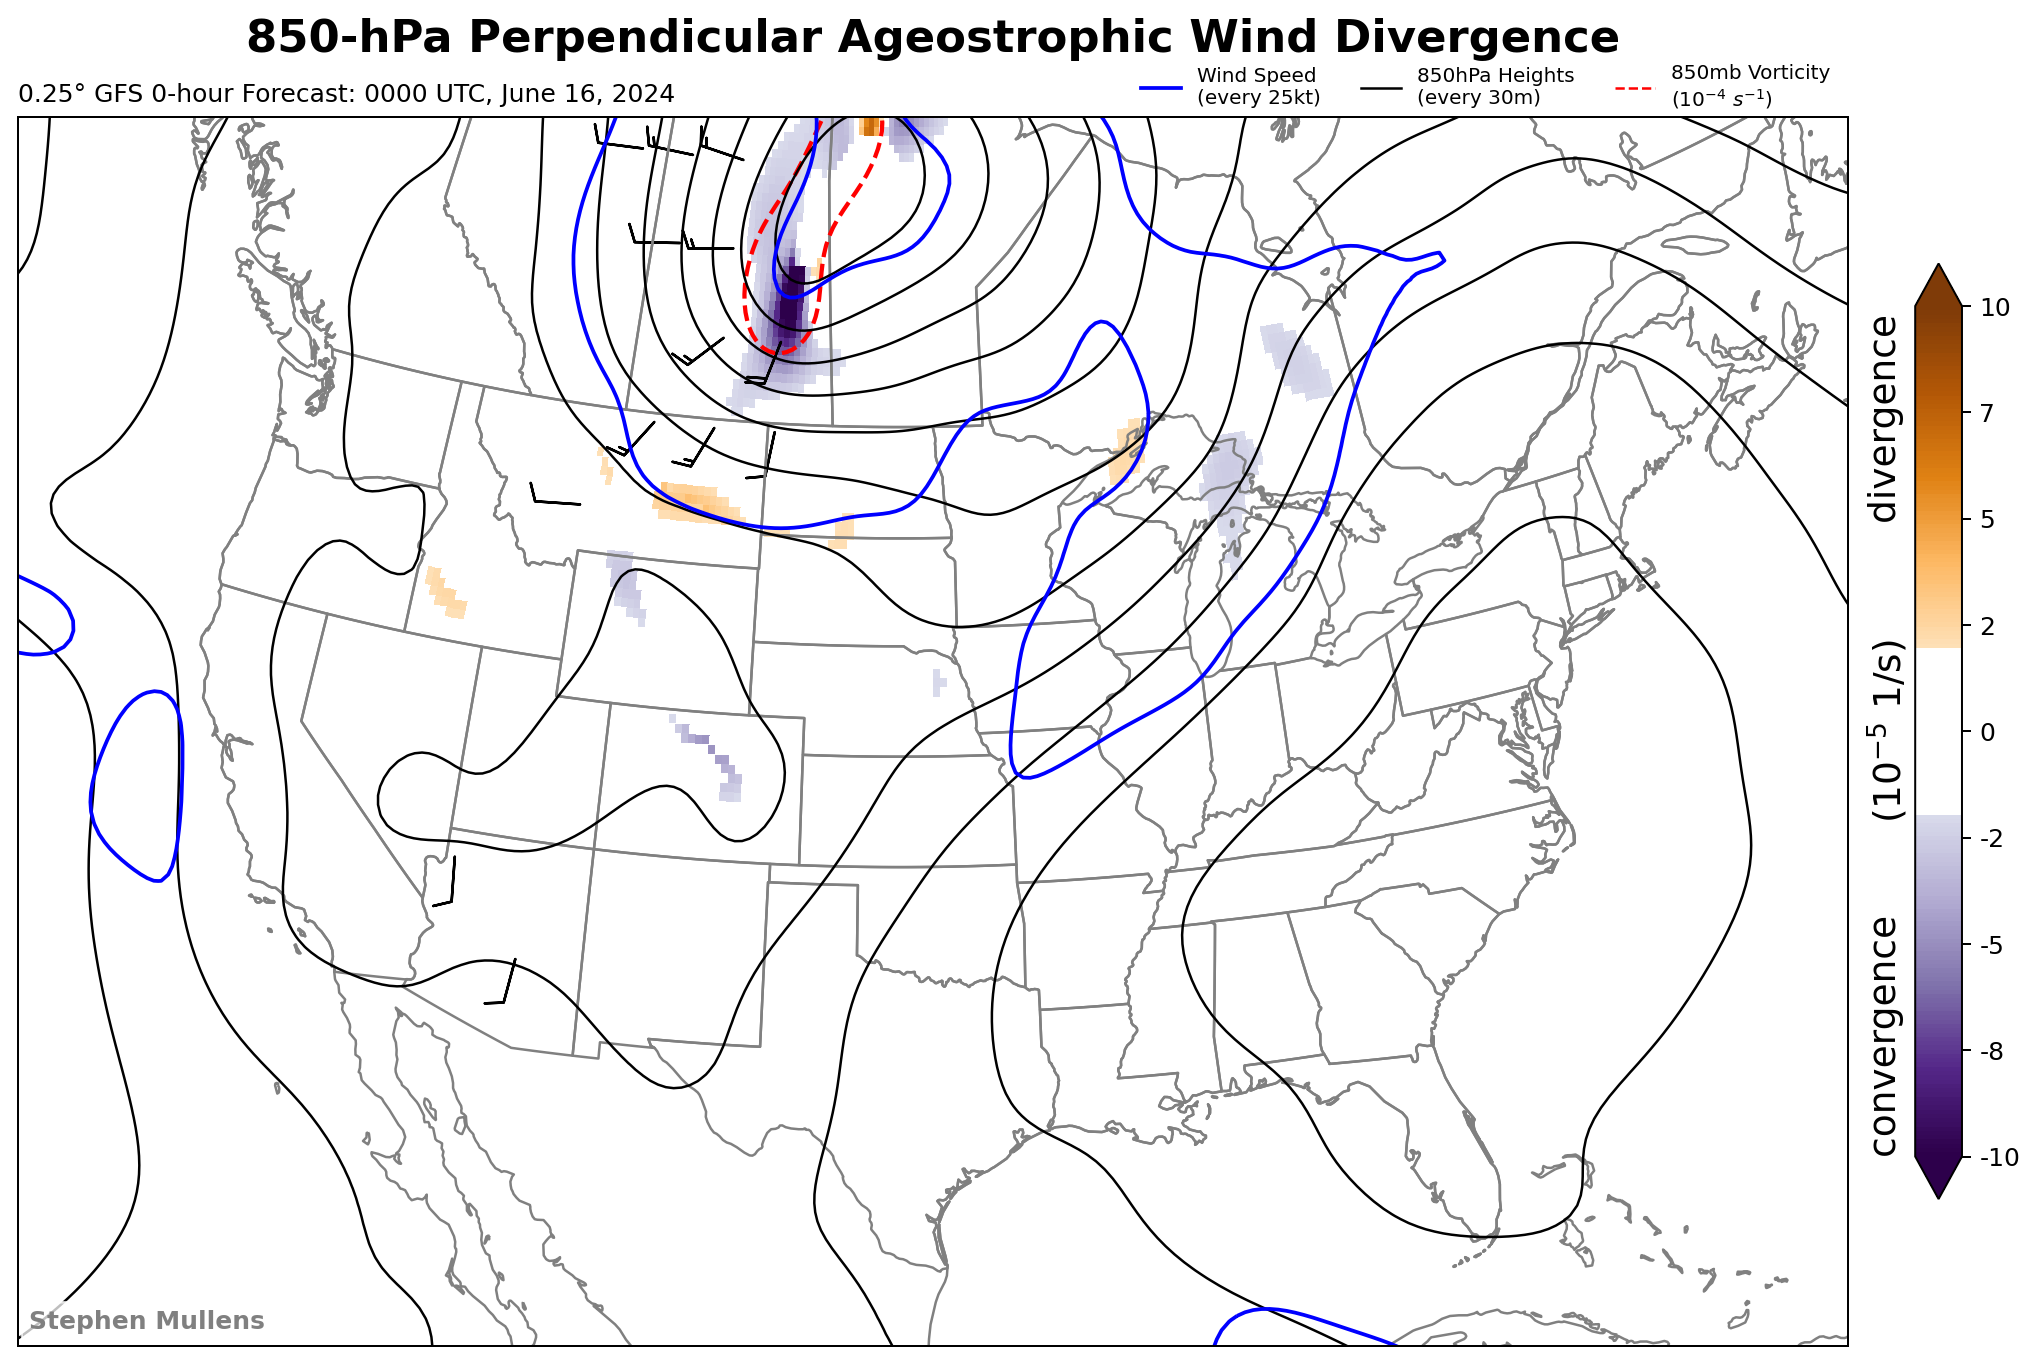 850-hPa Perpendicular Ageostrophic Wind Divergence
0.25° GFS 0-hour Forecast: 0000 UTC, June 16, 2024
Wind Speed
(every 25kt)
850hPa Heights
(every 30m)
850mb Vorticity
(10⁻⁴ s⁻¹)
10
7
5
2
0
-2
-5
-8
-10
convergence (10⁻⁵ 1/s) divergence
Stephen Mullens